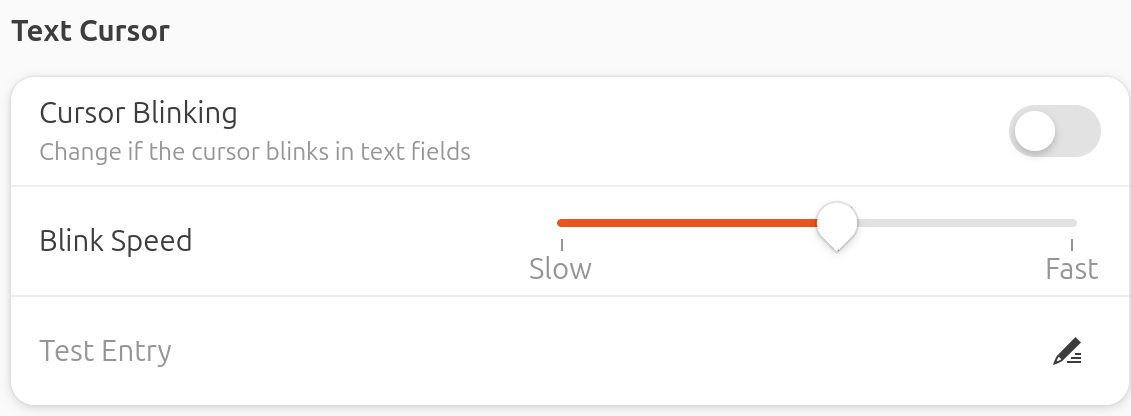 Text Cursor
Cursor Blinking
Change if the cursor blinks in text fields
Blink Speed
Slow
Fast
Test Entry